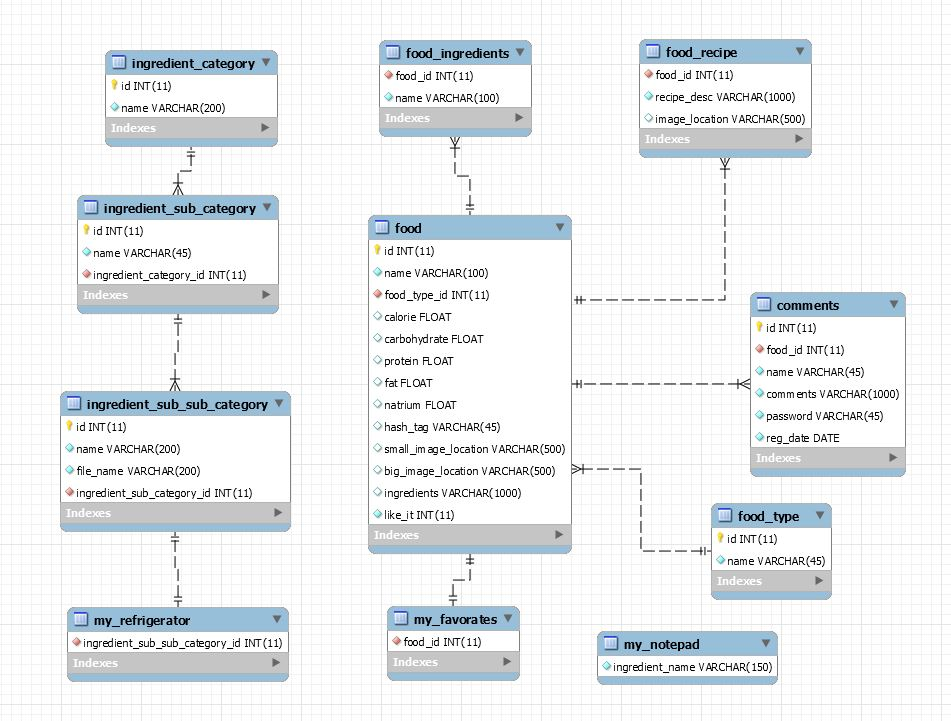 ingredient_category
id INT(11)
name VARCHAR(200)
Indexes
food_ingredients
food_id INT(11)
name VARCHAR(100)
Indexes
food_recipe
food_id INT(11)
recipe_desc VARCHAR(1000)
image_location VARCHAR(500)
Indexes
ingredient_sub_category
id INT(11)
name VARCHAR(45)
ingredient_category_id INT(11)
Indexes
food
id INT(11)
name VARCHAR(100)
food_type_id INT(11)
calorie FLOAT
carbohydrate FLOAT
protein FLOAT
fat FLOAT
natrium FLOAT
hash_tag VARCHAR(45)
small_image_location VARCHAR(500)
big_image_location VARCHAR(500)
ingredients VARCHAR(1000)
like_it INT(11)
Indexes
comments
id INT(11)
food_id INT(11)
name VARCHAR(45)
comments VARCHAR(1000)
password VARCHAR(45)
reg_date DATE
Indexes
ingredient_sub_sub_category
id INT(11)
name VARCHAR(200)
file_name VARCHAR(200)
ingredient_sub_category_id INT(11)
Indexes
food_type
id INT(11)
name VARCHAR(45)
Indexes
my_refrigerator
ingredient_sub_sub_category_id INT(11)
Indexes
my_favorates
food_id INT(11)
Indexes
my_notepad
ingredient_name VARCHAR(150)